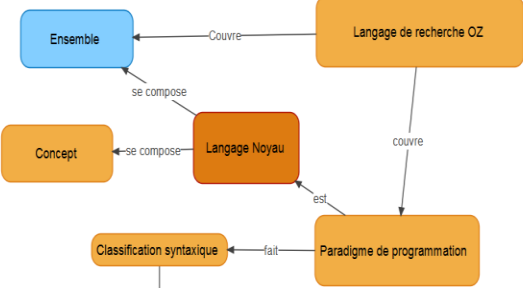 Langage de recherche OZ
Ensemble
Couvre
se compose
couvre
Langage Noyau
se compose
Concept
est
Classification syntaxique
fait
Paradigme de programmation